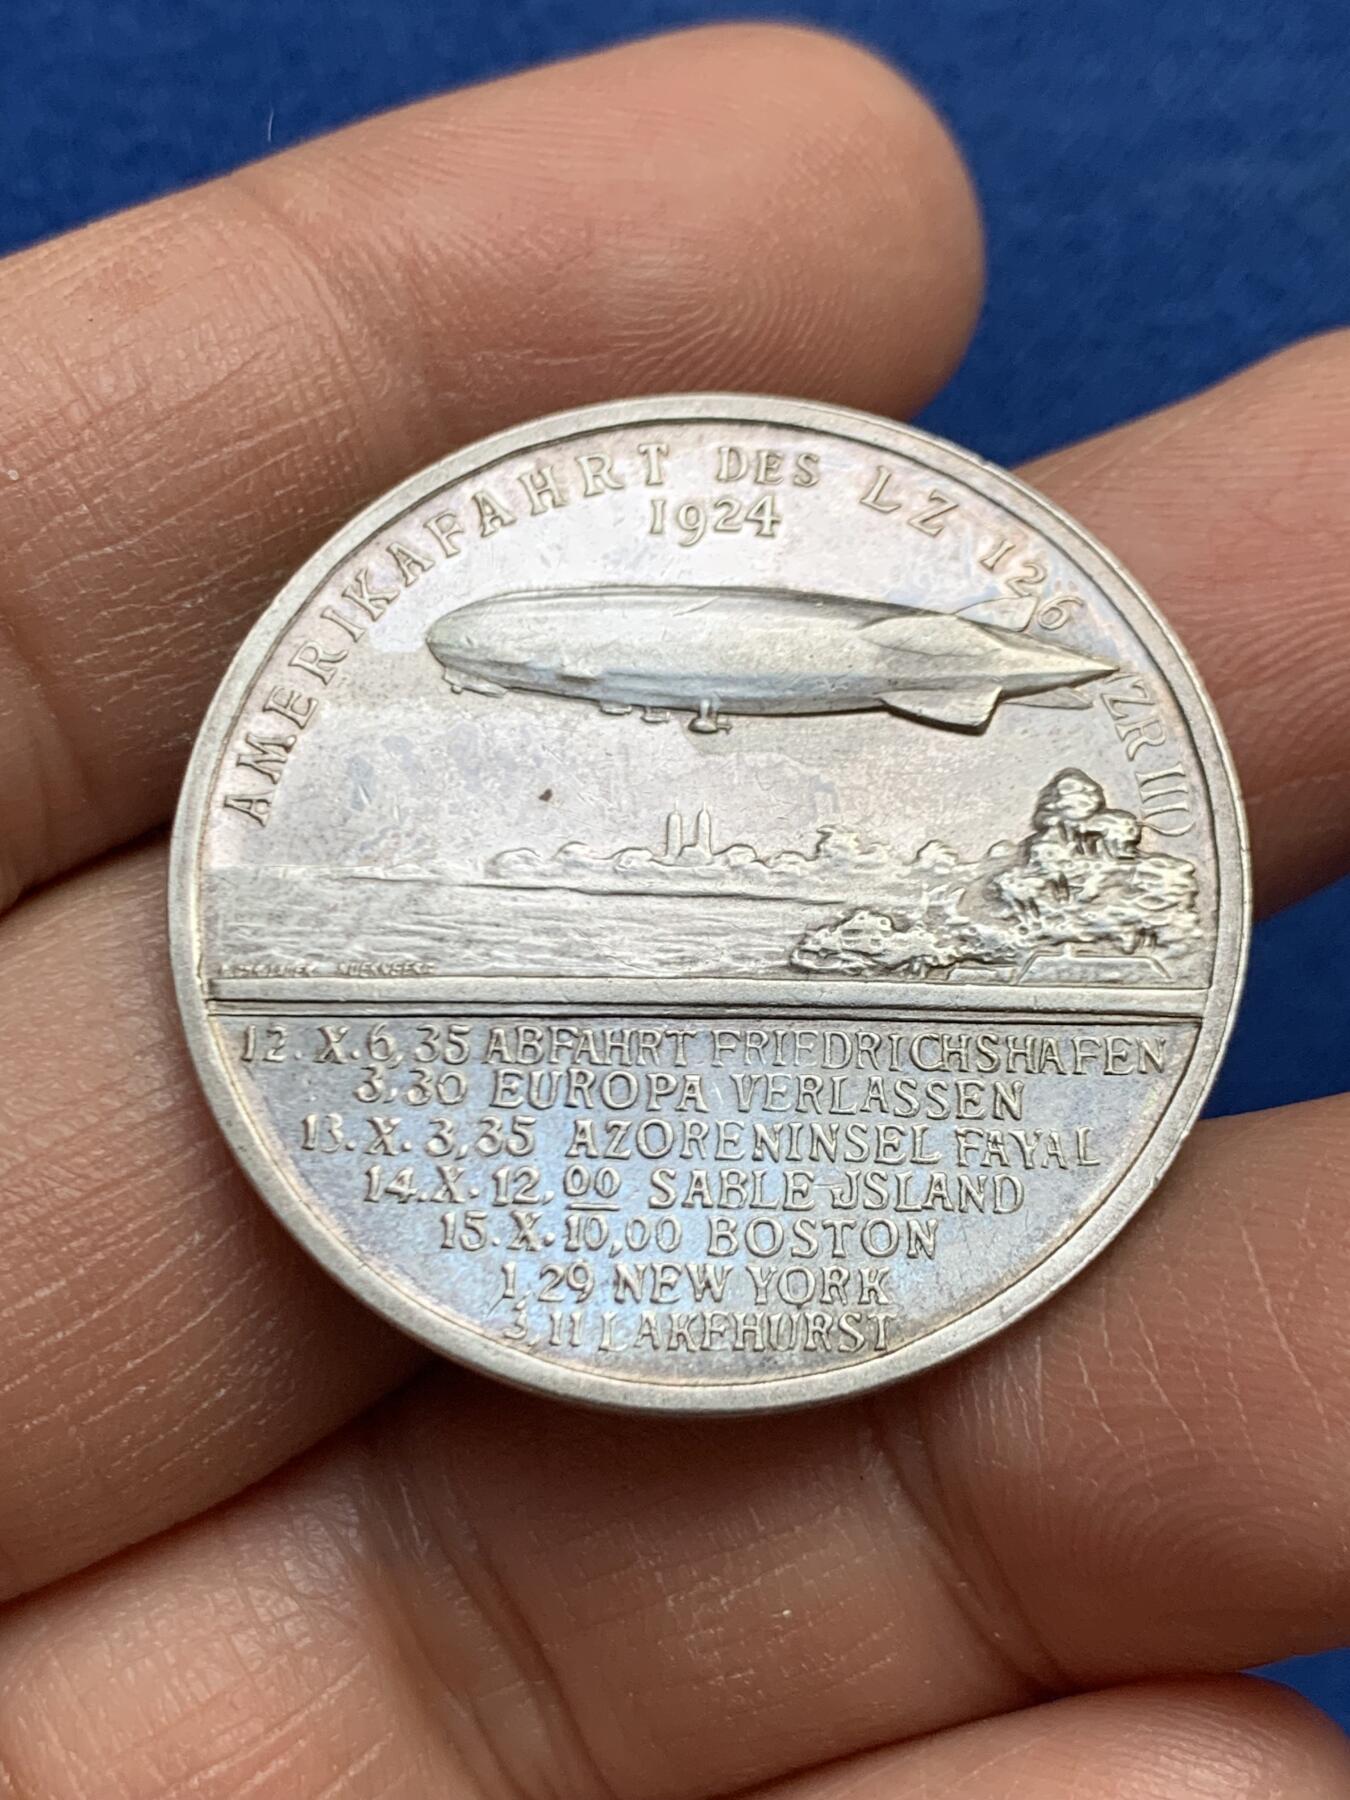 AMERIKAFAHRT DES LZ 126 ZR III
1924
NUERNBERG
12.X.6,35 ABFAHRT FRIEDRICHSHAFEN
3,30 EUROPA VERLASSEN
13.X.3,35 AZORENINSEL FAYAL
14.X.12,00 SABLE-JSLAND
15.X.10,00 BOSTON
1,29 NEW YORK
3,11 LAKEHURST